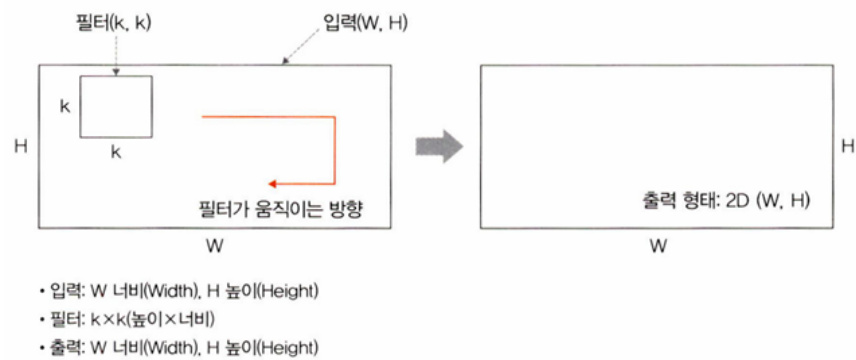 필터(k, k)
입력(W, H)
k
H
k
필터가 움직이는 방향
W
H
출력 형태: 2D (W, H)
W
• 입력: W 너비(Width), H 높이(Height)
• 필터: k×k(높이×너비)
• 출력: W 너비(Width), H 높이(Height)